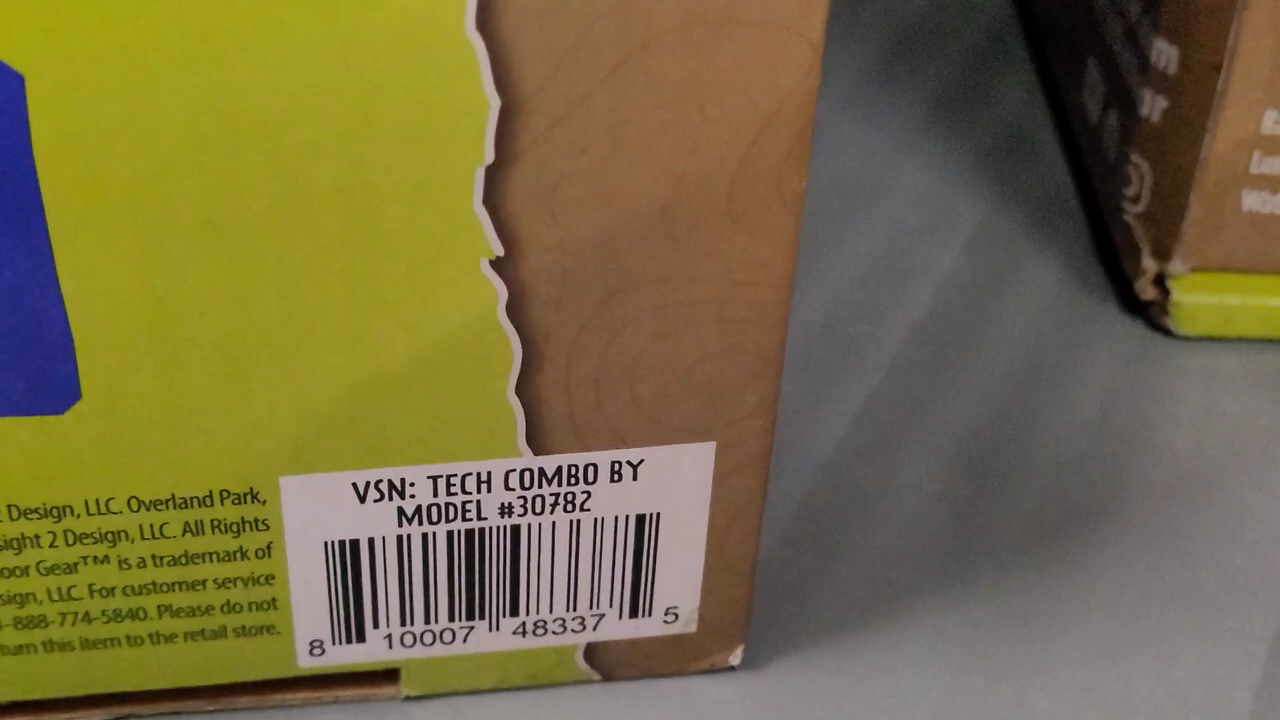 Design, LLC. Overland Park,
ight 2 Design, LLC. All Rights
oor Gear™ is a trademark of
sign, LLC. For customer service
-888-774-5840. Please do not
turn this item to the retail store.
VSN: TECH COMBO BY
MODEL #30782
8 10007 48337 5